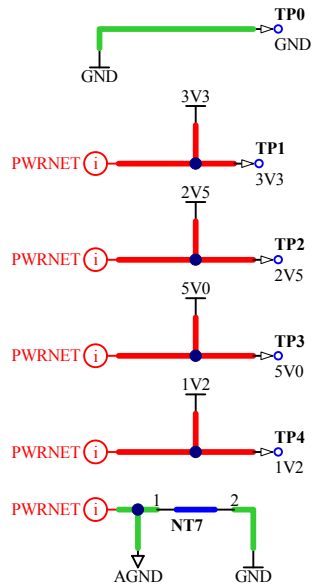 TP0
GND
GND
3V3
TP1
PWRNET i
3V3
2V5
TP2
PWRNET i
2V5
5V0
TP3
PWRNET i
5V0
1V2
TP4
PWRNET i
1V2
PWRNET i 1 2
NT7
AGND GND